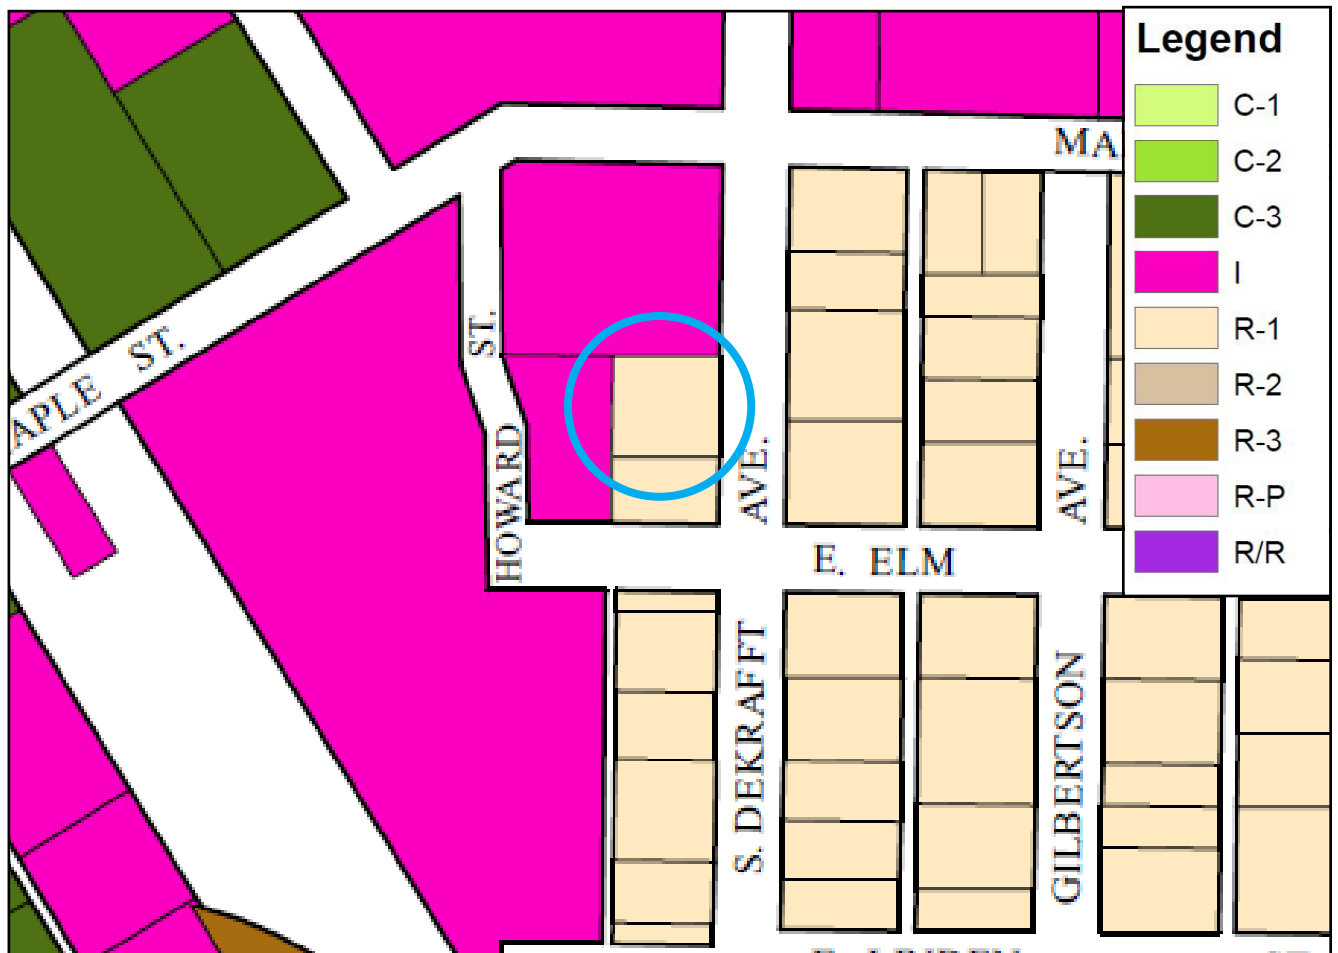 Legend
C-1
C-2
C-3
I
R-1
R-2
R-3
R-P
R/R
MA
APLE ST.
HOWARD ST.
AVE.
AVE.
E. ELM
S. DEKRAFFT
GILBERTSON